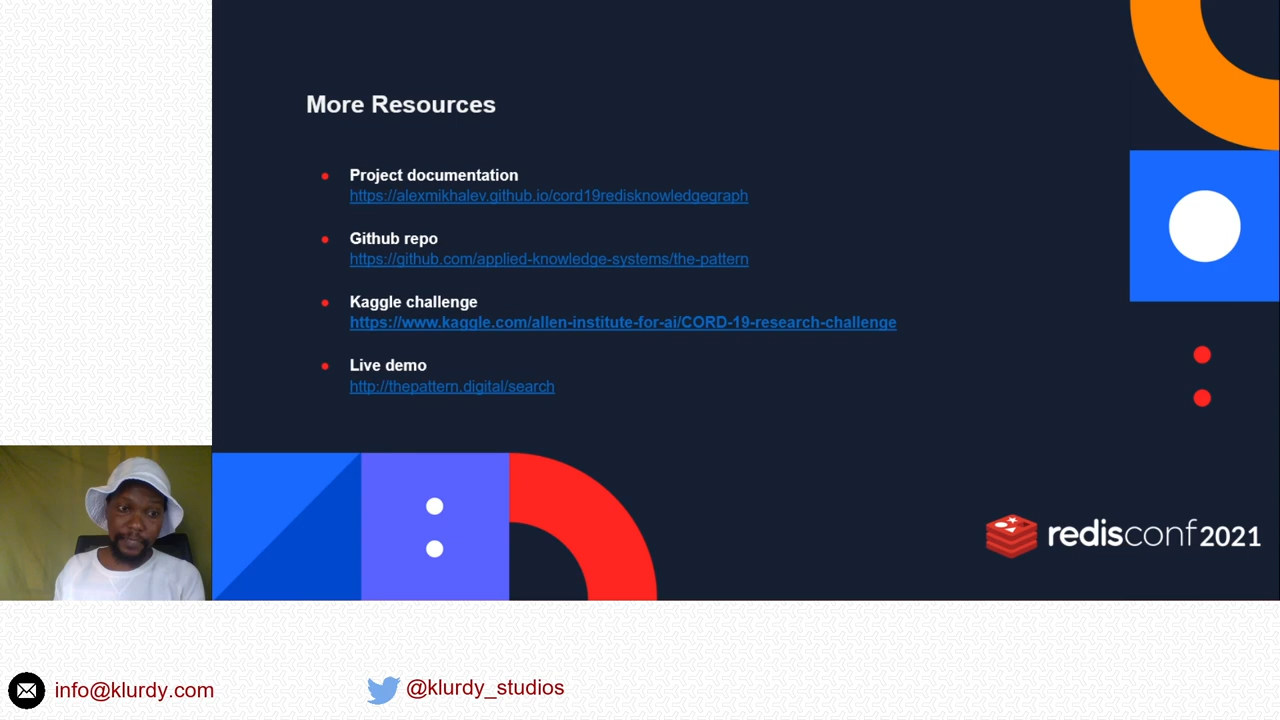 More Resources
Project documentation
https://alexmikhalev.github.io/cord19redisknowledgegraph
Github repo
https://github.com/applied-knowledge-systems/the-pattern
Kaggle challenge
https://www.kaggle.com/allen-institute-for-ai/CORD-19-research-challenge
Live demo
http://thepattern.digital/search
redisconf 2021
info@klurdy.com
@klurdy_studios